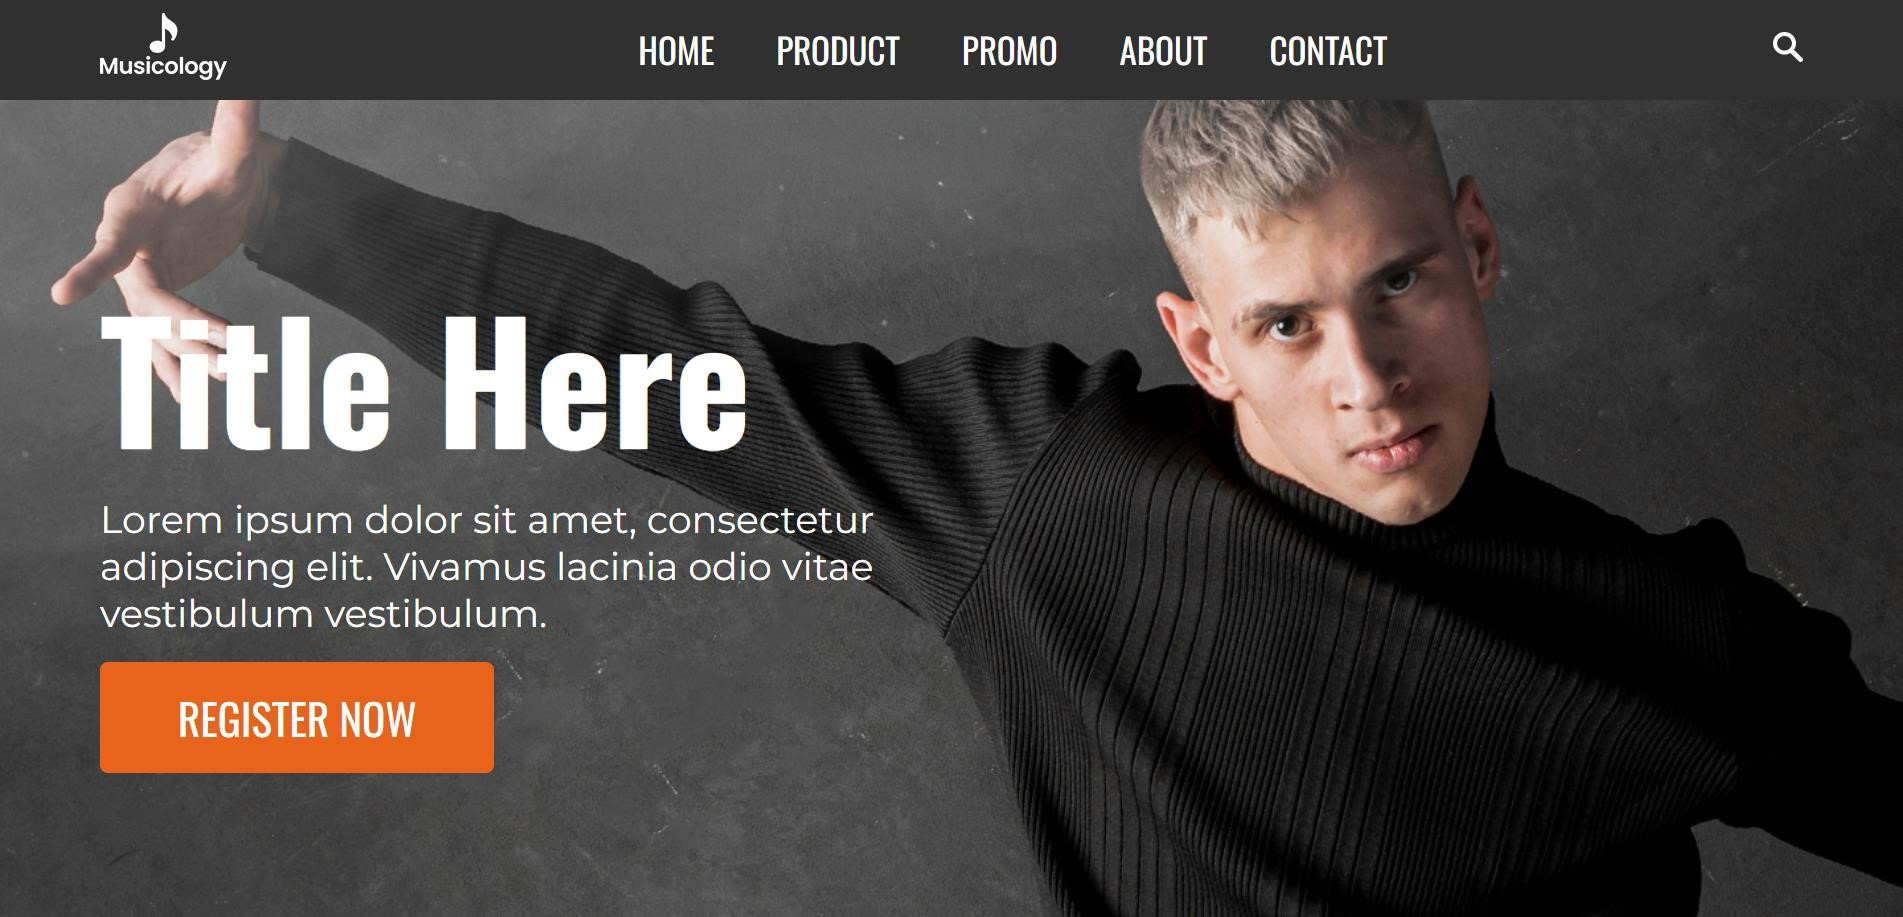 Musicology
HOME PRODUCT PROMO ABOUT CONTACT
Title Here
Lorem ipsum dolor sit amet, consectetur
adipiscing elit. Vivamus lacinia odio vitae
vestibulum vestibulum.
REGISTER NOW